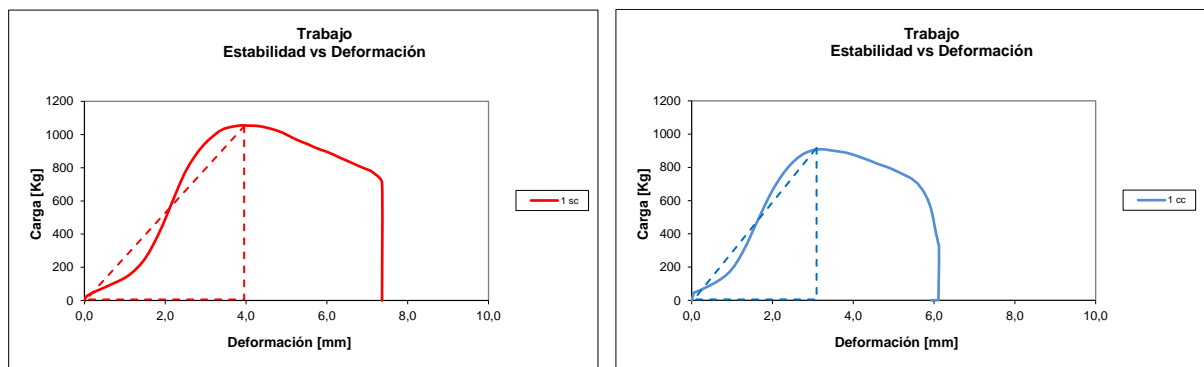 Trabajo
Estabilidad vs Deformación
1200
1000
800
600
400
200
0
Carga [Kg]
0,0 2,0 4,0 6,0 8,0 10,0
Deformación [mm]
1 sc
Trabajo
Estabilidad vs Deformación
1200
1000
800
600
400
200
0
Carga [Kg]
0,0 2,0 4,0 6,0 8,0 10,0
Deformación [mm]
1 cc